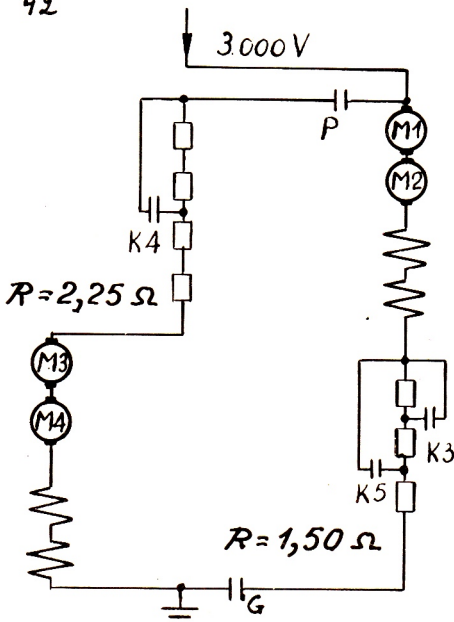 42
3.000 V
P
M1
M2
K4
R = 2,25 Ω
M3
M4
K3
K5
R = 1,50 Ω
G